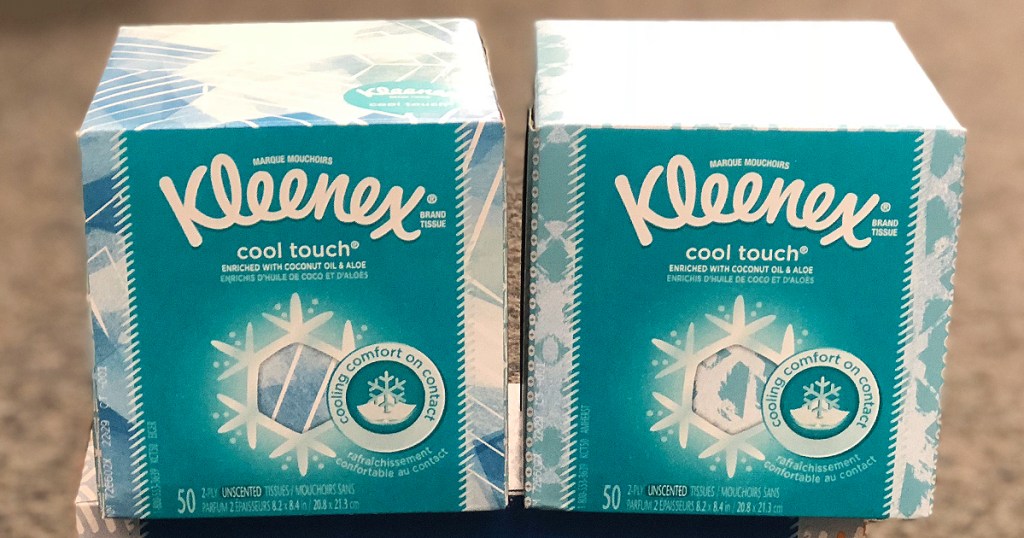 Kleenex
MARQUE MOUCHOIRS
Kleenex®
BRAND
TISSUE
cool touch®
ENRICHED WITH COCONUT OIL & ALOE
ENRICHIS D'HUILE DE COCO ET D'ALOÈS
cooling comfort on contact
rafraîchissement
confortable au contact
50 2-PLY UNSCENTED TISSUES / MOUCHOIRS SANS
PARFUM 2 ÉPAISSEURS 8.2 x 8.4 in / 20.8 x 21.3 cm
MARQUE MOUCHOIRS
Kleenex®
BRAND
TISSUE
cool touch®
ENRICHED WITH COCONUT OIL & ALOE
ENRICHIS D'HUILE DE COCO ET D'ALOÈS
cooling comfort on contact
rafraîchissement
confortable au contact
50 2-PLY UNSCENTED TISSUES / MOUCHOIRS SANS
PARFUM 2 ÉPAISSEURS 8.2 x 8.4 in / 20.8 x 21.3 cm